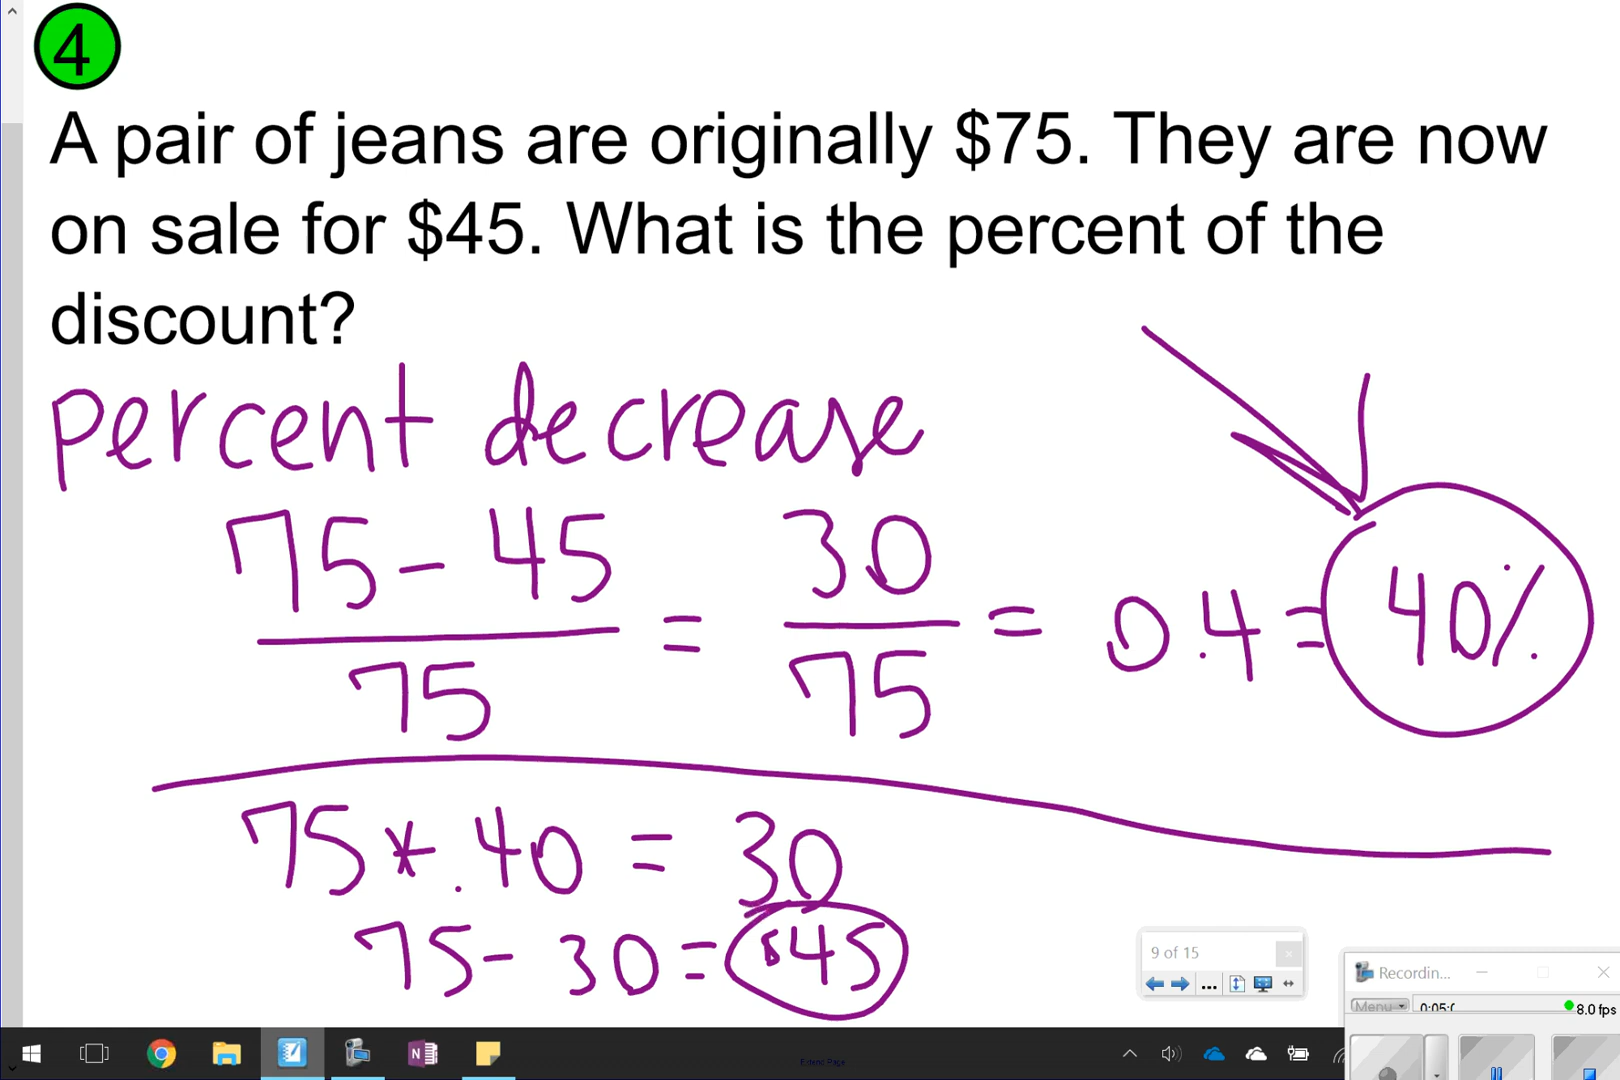 4
A pair of jeans are originally $75. They are now
on sale for $45. What is the percent of the
discount?
percent decrease
75 - 45 / 75 = 30 / 75 = 0.4 = 40%
75 * .40 = 30
75 - 30 = $45
9 of 15
Recordin...
Menu
8.0 fps
Extend Page